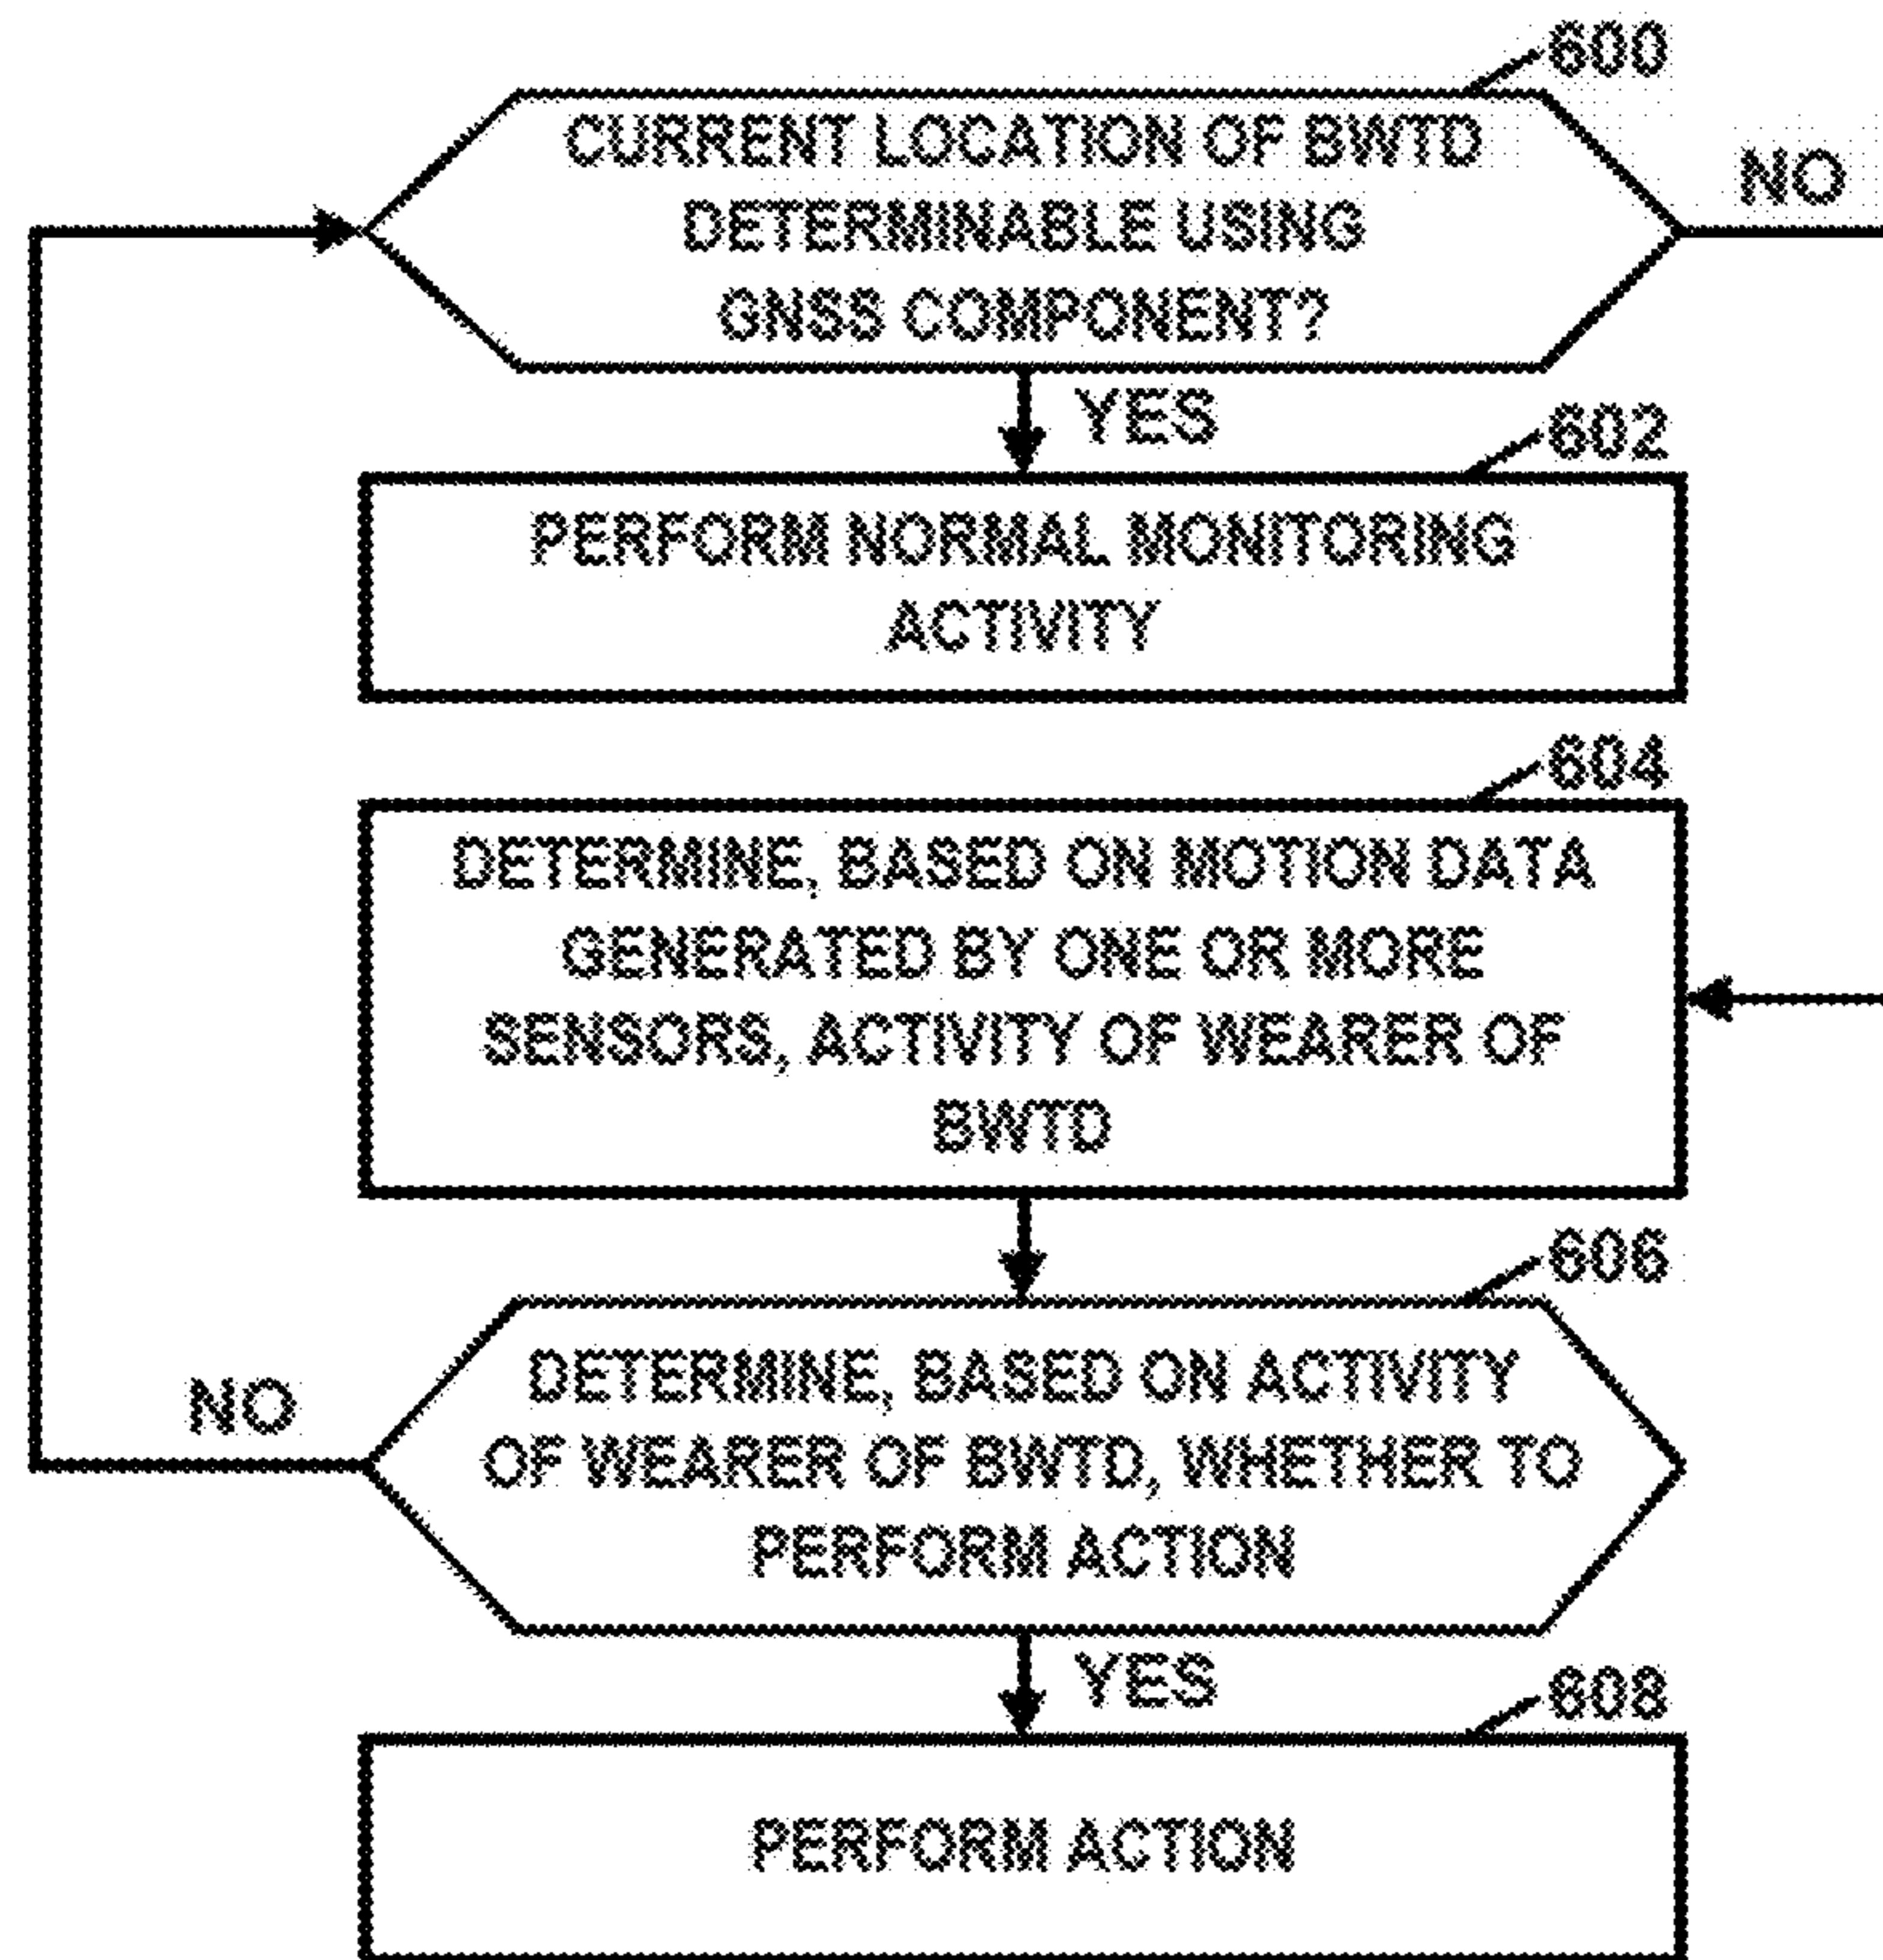 600
CURRENT LOCATION OF BWTD
DETERMINABLE USING
GNSS COMPONENT?
NO
YES
602
PERFORM NORMAL MONITORING
ACTIVITY
604
DETERMINE, BASED ON MOTION DATA
GENERATED BY ONE OR MORE
SENSORS, ACTIVITY OF WEARER OF
BWTD
606
DETERMINE, BASED ON ACTIVITY
OF WEARER OF BWTD, WHETHER TO
PERFORM ACTION
NO
YES
608
PERFORM ACTION